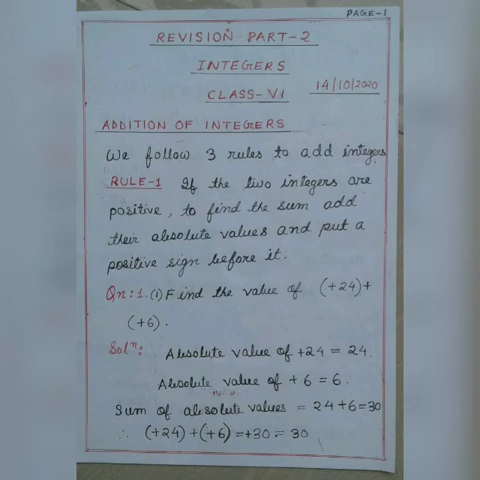 PAGE-1
REVISION PART-2
INTEGERS
14/10/2020
CLASS-VI
ADDITION OF INTEGERS
We follow 3 rules to add integers
RULE-1 If the two integers are
positive, to find the sum add
their absolute values and put a
positive sign before it.
Qn:1. (i) Find the value of (+24)+
(+6).
Solⁿ: Absolute value of +24 = 24.
Absolute value of +6 = 6.
Sum of absolute values = 24+6=30
∴ (+24)+(+6)=+30= 30